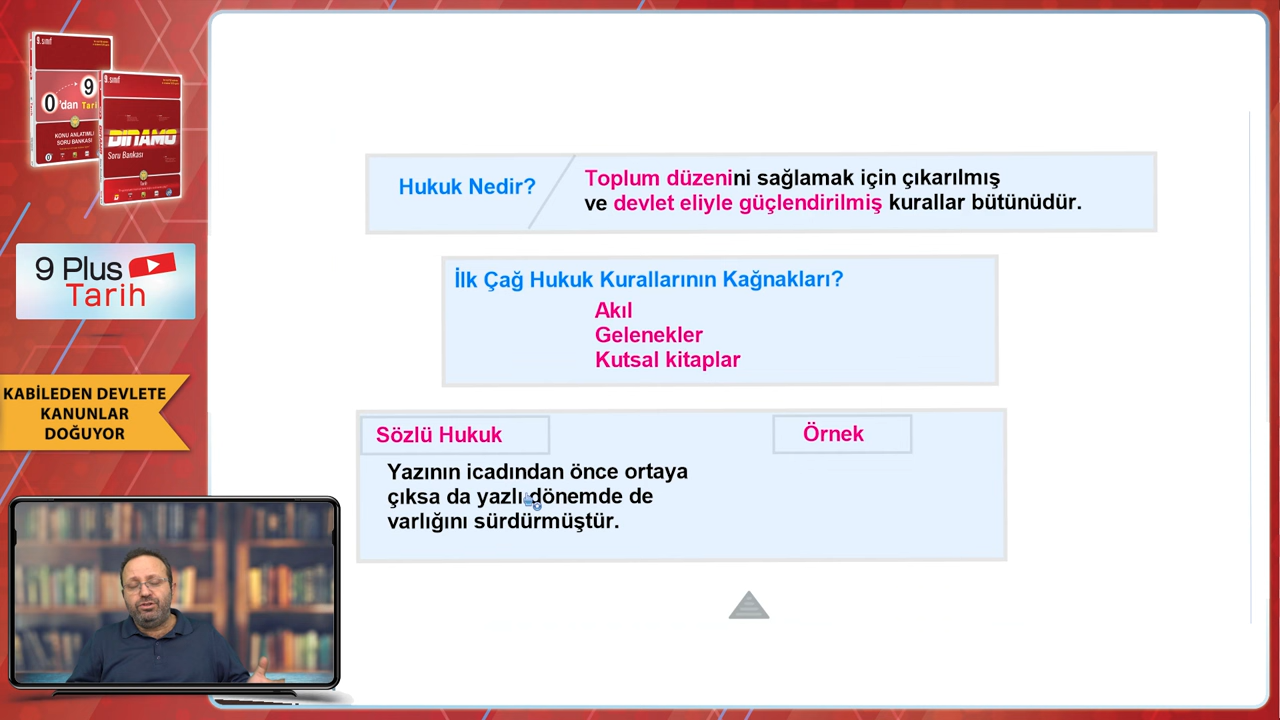 9.sınıf
0'dan 9
Tarih
KONU ANLATIMLI
SORU BANKASI
9.sınıf
DINAMO
Soru Bankası
Tarih
9 Plus
Tarih
KABİLEDEN DEVLETE
KANUNLAR
DOĞUYOR
Hukuk Nedir?
Toplum düzenini sağlamak için çıkarılmış
ve devlet eliyle güçlendirilmiş kurallar bütünüdür.
İlk Çağ Hukuk Kurallarının Kağnakları?
Akıl
Gelenekler
Kutsal kitaplar
Sözlü Hukuk
Örnek
Yazının icadından önce ortaya
çıksa da yazlı dönemde de
varlığını sürdürmüştür.